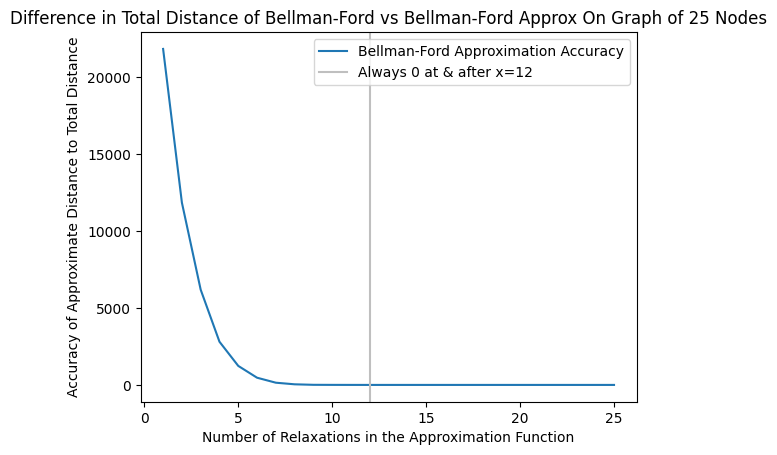 Difference in Total Distance of Bellman-Ford vs Bellman-Ford Approx On Graph of 25 Nodes
Bellman-Ford Approximation Accuracy
Always 0 at & after x=12
Accuracy of Approximate Distance to Total Distance
20000
15000
10000
5000
0
0
5
10
15
20
25
Number of Relaxations in the Approximation Function